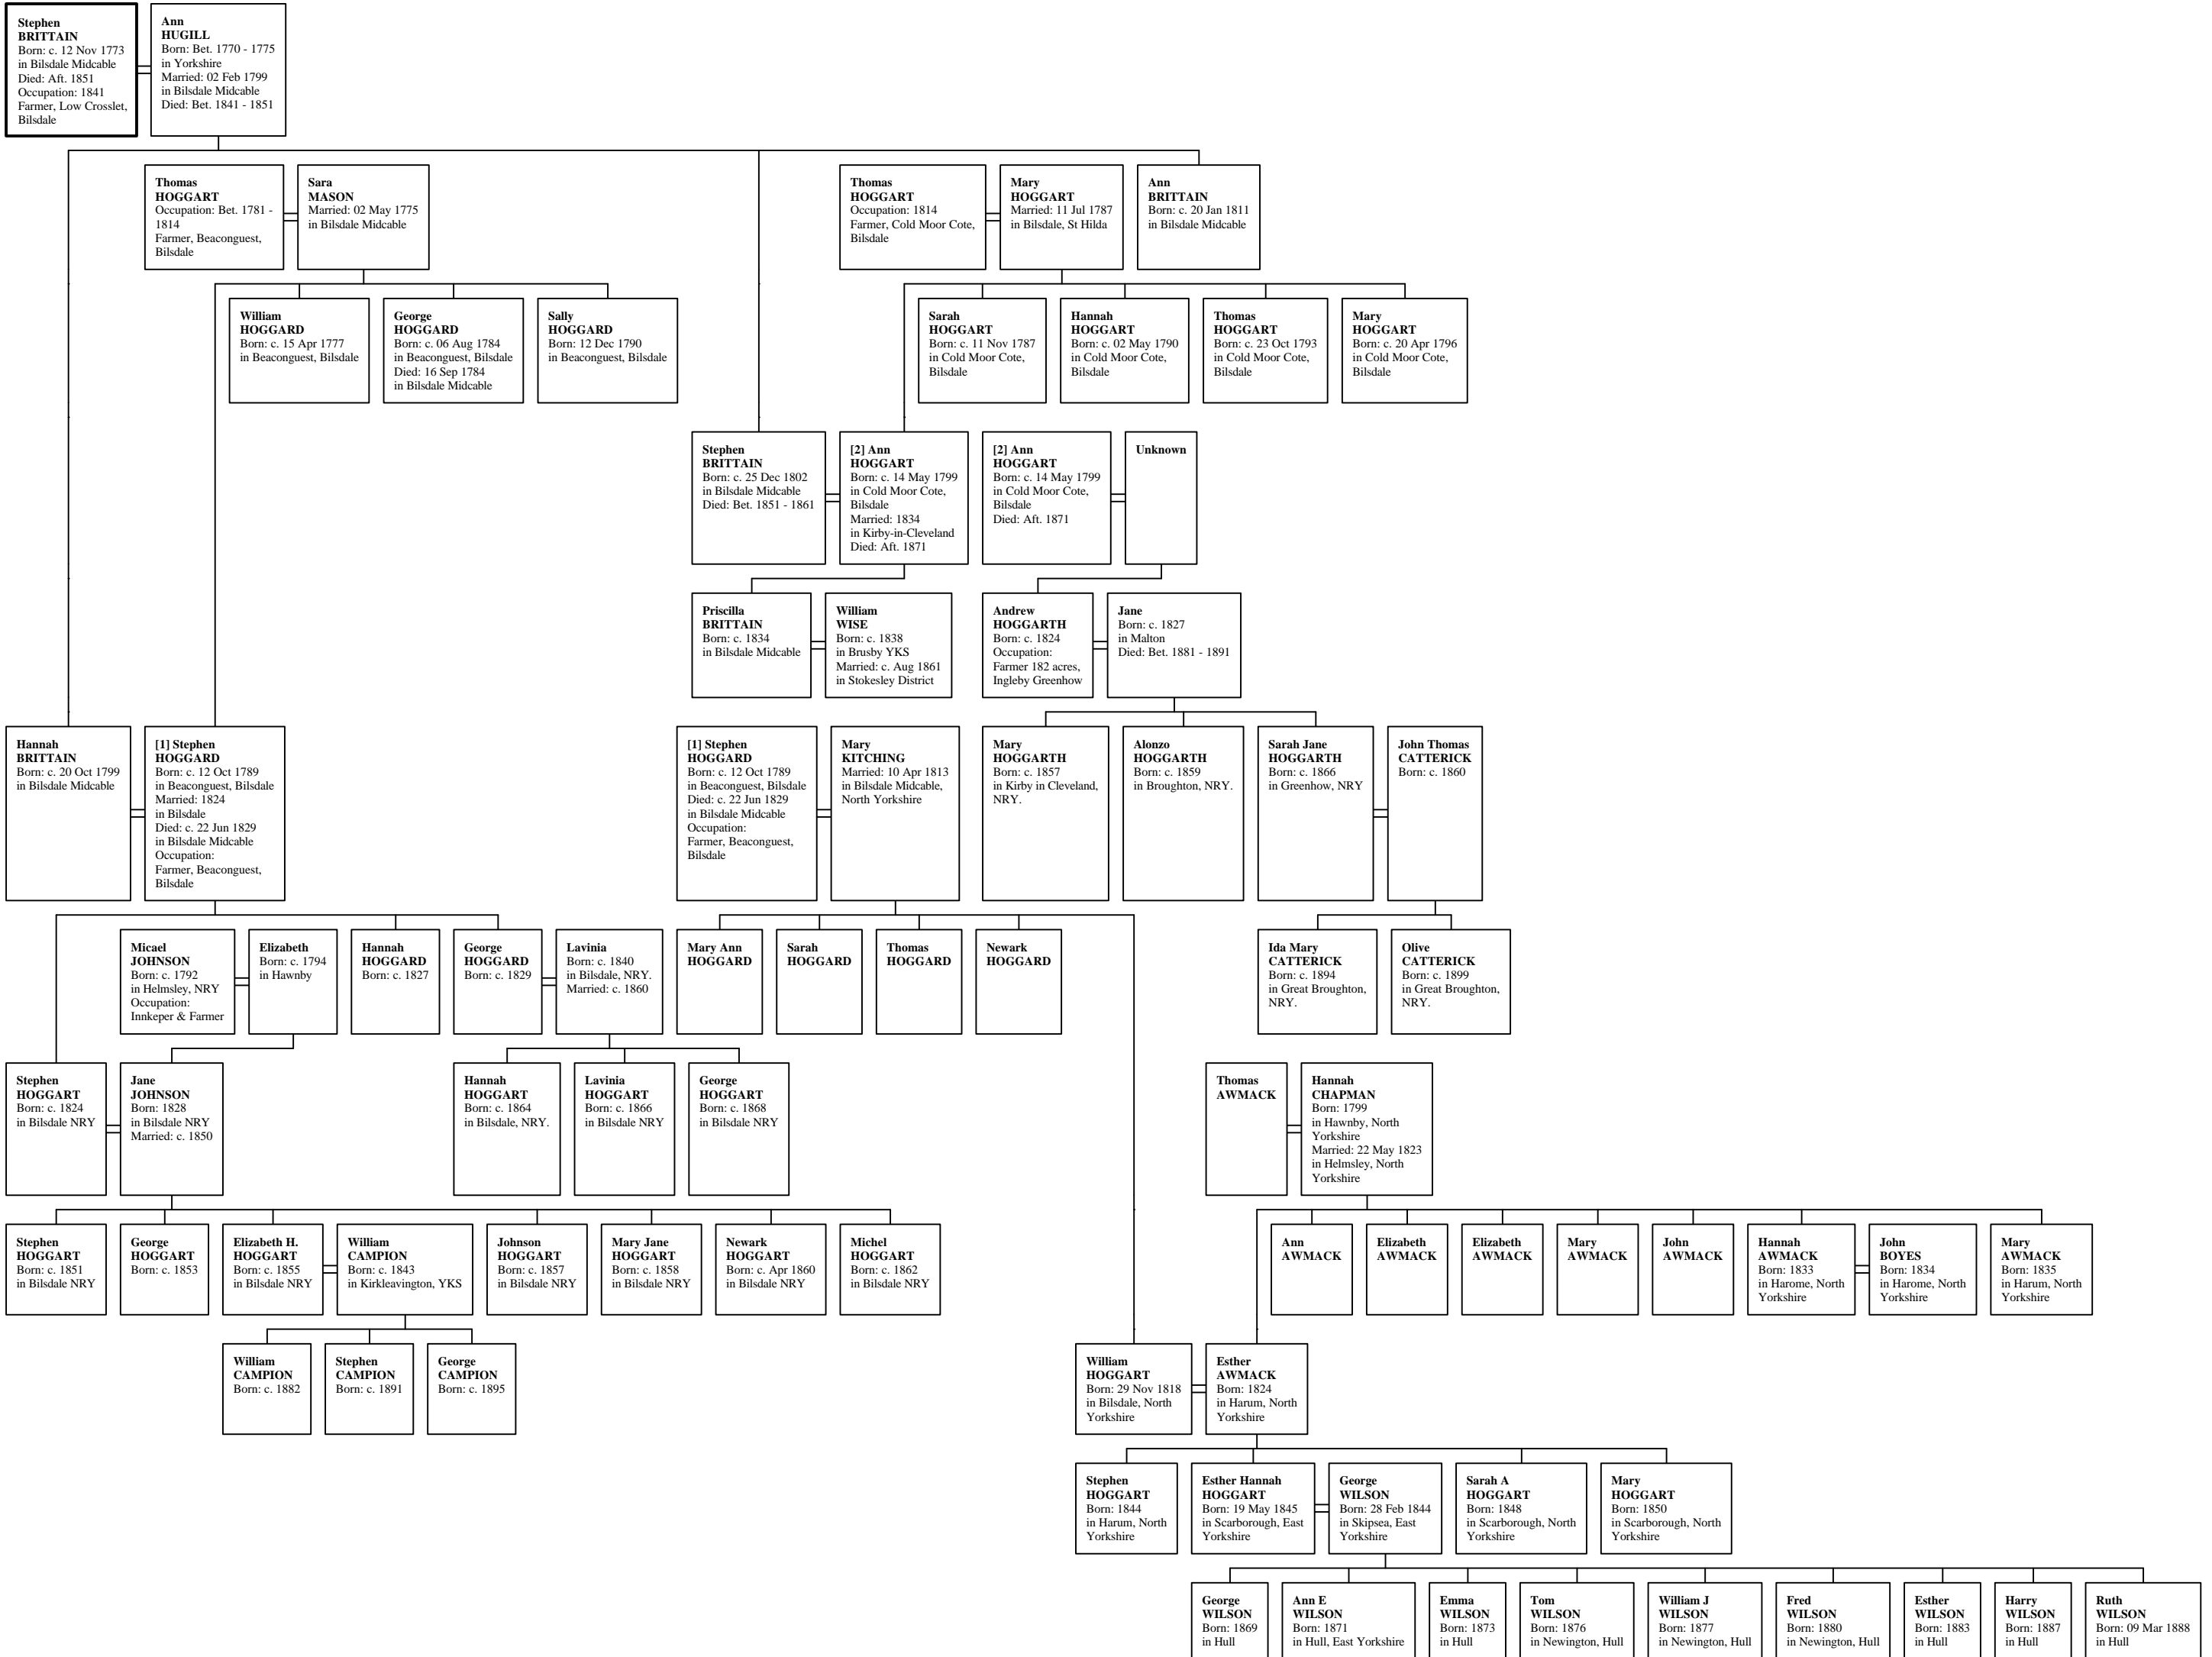 Stephen
BRITTAIN
Born: c. 12 Nov 1773
in Bilsdale Midcable
Died: Aft. 1851
Occupation: 1841
Farmer, Low Crosslet,
Bilsdale
Ann
HUGILL
Born: Bet. 1770 - 1775
in Yorkshire
Married: 02 Feb 1799
in Bilsdale Midcable
Died: Bet. 1841 - 1851
Thomas
HOGGART
Occupation: Bet. 1781 -
1814
Farmer, Beaconguest,
Bilsdale
Sara
MASON
Married: 02 May 1775
in Bilsdale Midcable
Thomas
HOGGART
Occupation: 1814
Farmer, Cold Moor Cote,
Bilsdale
Mary
HOGGART
Married: 11 Jul 1787
in Bilsdale, St Hilda
Ann
BRITTAIN
Born: c. 20 Jan 1811
in Bilsdale Midcable
William
HOGGARD
Born: c. 15 Apr 1777
in Beaconguest, Bilsdale
George
HOGGARD
Born: c. 06 Aug 1784
in Beaconguest, Bilsdale
Died: 16 Sep 1784
in Bilsdale Midcable
Sally
HOGGARD
Born: 12 Dec 1790
in Beaconguest, Bilsdale
Sarah
HOGGART
Born: c. 11 Nov 1787
in Cold Moor Cote,
Bilsdale
Hannah
HOGGART
Born: c. 02 May 1790
in Cold Moor Cote,
Bilsdale
Thomas
HOGGART
Born: c. 23 Oct 1793
in Cold Moor Cote,
Bilsdale
Mary
HOGGART
Born: c. 20 Apr 1796
in Cold Moor Cote,
Bilsdale
Stephen
BRITTAIN
Born: c. 25 Dec 1802
in Bilsdale Midcable
Died: Bet. 1851 - 1861
[2] Ann
HOGGART
Born: c. 14 May 1799
in Cold Moor Cote,
Bilsdale
Married: 1834
in Kirby-in-Cleveland
Died: Aft. 1871
[2] Ann
HOGGART
Born: c. 14 May 1799
in Cold Moor Cote,
Bilsdale
Died: Aft. 1871
Unknown
Priscilla
BRITTAIN
Born: c. 1834
in Bilsdale Midcable
William
WISE
Born: c. 1838
in Brusby YKS
Married: c. Aug 1861
in Stokesley District
Andrew
HOGGARTH
Born: c. 1824
Occupation:
Farmer 182 acres,
Ingleby Greenhow
Jane
Born: c. 1827
in Malton
Died: Bet. 1881 - 1891
Hannah
BRITTAIN
Born: c. 20 Oct 1799
in Bilsdale Midcable
[1] Stephen
HOGGARD
Born: c. 12 Oct 1789
in Beaconguest, Bilsdale
Married: 1824
in Bilsdale
Died: c. 22 Jun 1829
in Bilsdale Midcable
Occupation:
Farmer, Beaconguest,
Bilsdale
[1] Stephen
HOGGARD
Born: c. 12 Oct 1789
in Beaconguest, Bilsdale
Died: c. 22 Jun 1829
in Bilsdale Midcable
Occupation:
Farmer, Beaconguest,
Bilsdale
Mary
KITCHING
Married: 10 Apr 1813
in Bilsdale Midcable,
North Yorkshire
Mary
HOGGARTH
Born: c. 1857
in Kirby in Cleveland,
NRY.
Alonzo
HOGGARTH
Born: c. 1859
in Broughton, NRY.
Sarah Jane
HOGGARTH
Born: c. 1866
in Greenhow, NRY
John Thomas
CATTERICK
Born: c. 1860
Micael
JOHNSON
Born: c. 1792
in Helmsley, NRY
Occupation:
Innkeper & Farmer
Elizabeth
Born: c. 1794
in Hawnby
Hannah
HOGGARD
Born: c. 1827
George
HOGGARD
Born: c. 1829
Lavinia
Born: c. 1840
in Bilsdale, NRY.
Married: c. 1860
Mary Ann
HOGGARD
Sarah
HOGGARD
Thomas
HOGGARD
Newark
HOGGARD
Ida Mary
CATTERICK
Born: c. 1894
in Great Broughton,
NRY.
Olive
CATTERICK
Born: c. 1899
in Great Broughton,
NRY.
Stephen
HOGGART
Born: c. 1824
in Bilsdale NRY
Jane
JOHNSON
Born: 1828
in Bilsdale NRY
Married: c. 1850
Hannah
HOGGART
Born: c. 1864
in Bilsdale, NRY.
Lavinia
HOGGART
Born: c. 1866
in Bilsdale NRY
George
HOGGART
Born: c. 1868
in Bilsdale NRY
Thomas
AWMACK
Hannah
CHAPMAN
Born: 1799
in Hawnby, North
Yorkshire
Married: 22 May 1823
in Helmsley, North
Yorkshire
Stephen
HOGGART
Born: c. 1851
in Bilsdale NRY
George
HOGGART
Born: c. 1853
Elizabeth H.
HOGGART
Born: c. 1855
in Bilsdale NRY
William
CAMPION
Born: c. 1843
in Kirkleavington, YKS
Johnson
HOGGART
Born: c. 1857
in Bilsdale NRY
Mary Jane
HOGGART
Born: c. 1858
in Bilsdale NRY
Newark
HOGGART
Born: c. Apr 1860
in Bilsdale NRY
Michel
HOGGART
Born: c. 1862
in Bilsdale NRY
Ann
AWMACK
Elizabeth
AWMACK
Elizabeth
AWMACK
Mary
AWMACK
John
AWMACK
Hannah
AWMACK
Born: 1833
in Harome, North
Yorkshire
John
BOYES
Born: 1834
in Harome, North
Yorkshire
Mary
AWMACK
Born: 1835
in Harum, North
Yorkshire
William
CAMPION
Born: c. 1882
Stephen
CAMPION
Born: c. 1891
George
CAMPION
Born: c. 1895
William
HOGGART
Born: 29 Nov 1818
in Bilsdale, North
Yorkshire
Esther
AWMACK
Born: 1824
in Harum, North
Yorkshire
Stephen
HOGGART
Born: 1844
in Harum, North
Yorkshire
Esther Hannah
HOGGART
Born: 19 May 1845
in Scarborough, East
Yorkshire
George
WILSON
Born: 28 Feb 1844
in Skipsea, East
Yorkshire
Sarah A
HOGGART
Born: 1848
in Scarborough, North
Yorkshire
Mary
HOGGART
Born: 1850
in Scarborough, North
Yorkshire
George
WILSON
Born: 1869
in Hull
Ann E
WILSON
Born: 1871
in Hull, East Yorkshire
Emma
WILSON
Born: 1873
in Hull
Tom
WILSON
Born: 1876
in Newington, Hull
William J
WILSON
Born: 1877
in Newington, Hull
Fred
WILSON
Born: 1880
in Newington, Hull
Esther
WILSON
Born: 1883
in Hull
Harry
WILSON
Born: 1887
in Hull
Ruth
WILSON
Born: 09 Mar 1888
in Hull